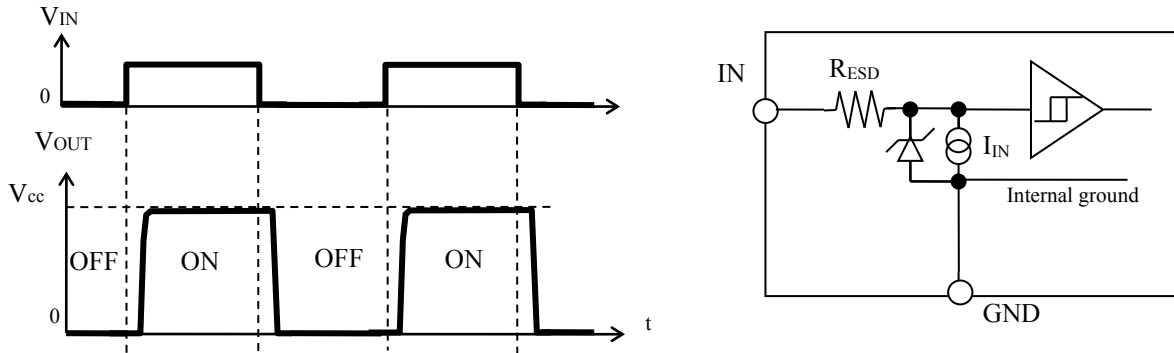 VIN
0
VOUT
Vcc
OFF ON OFF ON
0
t
IN
RESD
IIN
Internal ground
GND